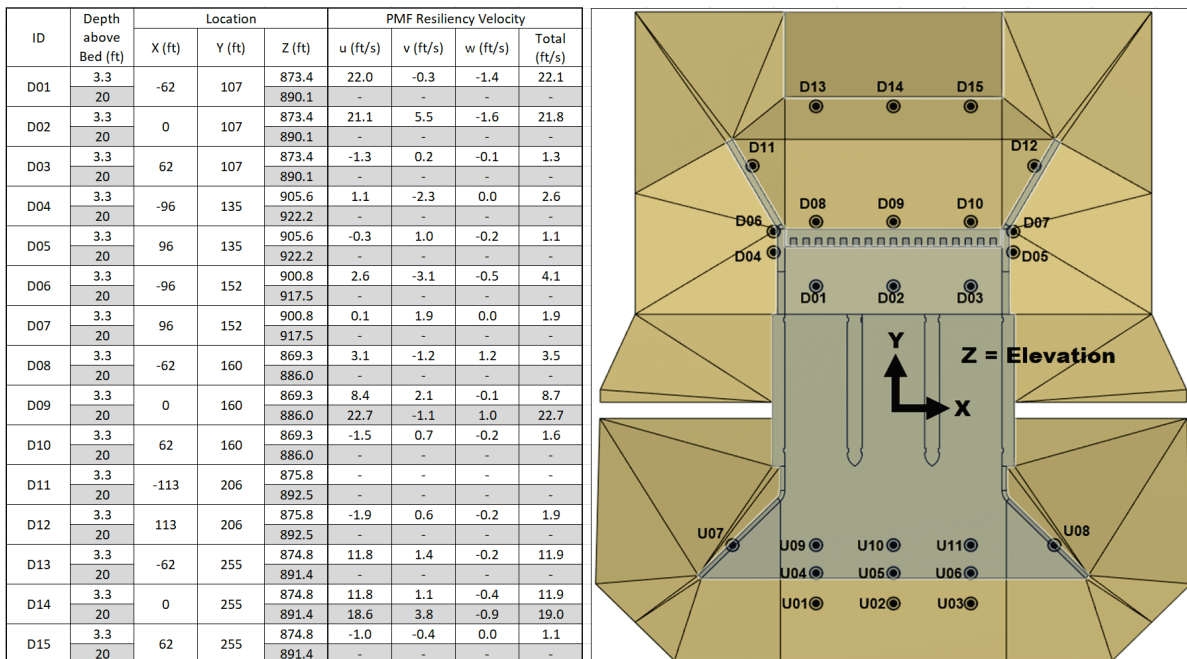 ID Depth above Bed (ft) Location PMF Resiliency Velocity
X (ft) Y (ft) Z (ft) u (ft/s) v (ft/s) w (ft/s) Total (ft/s)
D01 3.3 -62 107 873.4 22.0 -0.3 -1.4 22.1
20 890.1 - - - -
D02 3.3 0 107 873.4 21.1 5.5 -1.6 21.8
20 890.1 - - - -
D03 3.3 62 107 873.4 -1.3 0.2 -0.1 1.3
20 890.1 - - - -
D04 3.3 -96 135 905.6 1.1 -2.3 0.0 2.6
20 922.2 - - - -
D05 3.3 96 135 905.6 -0.3 1.0 -0.2 1.1
20 922.2 - - - -
D06 3.3 -96 152 900.8 2.6 -3.1 -0.5 4.1
20 917.5 - - - -
D07 3.3 96 152 900.8 0.1 1.9 0.0 1.9
20 917.5 - - - -
D08 3.3 -62 160 869.3 3.1 -1.2 1.2 3.5
20 886.0 - - - -
D09 3.3 0 160 869.3 8.4 2.1 -0.1 8.7
20 886.0 22.7 -1.1 1.0 22.7
D10 3.3 62 160 869.3 -1.5 0.7 -0.2 1.6
20 886.0 - - - -
D11 3.3 -113 206 875.8 - - - -
20 892.5 - - - -
D12 3.3 113 206 875.8 -1.9 0.6 -0.2 1.9
20 892.5 - - - -
D13 3.3 -62 255 874.8 11.8 1.4 -0.2 11.9
20 891.4 - - - -
D14 3.3 0 255 874.8 11.8 1.1 -0.4 11.9
20 891.4 18.6 3.8 -0.9 19.0
D15 3.3 62 255 874.8 -1.0 -0.4 0.0 1.1
20 891.4 - - - -
D13 D14 D15
D11 D12
D08 D09 D10
D06 D07
D04 D05
D01 D02 D03
Y
Z = Elevation
X
U07 U08
U09 U10 U11
U04 U05 U06
U01 U02 U03